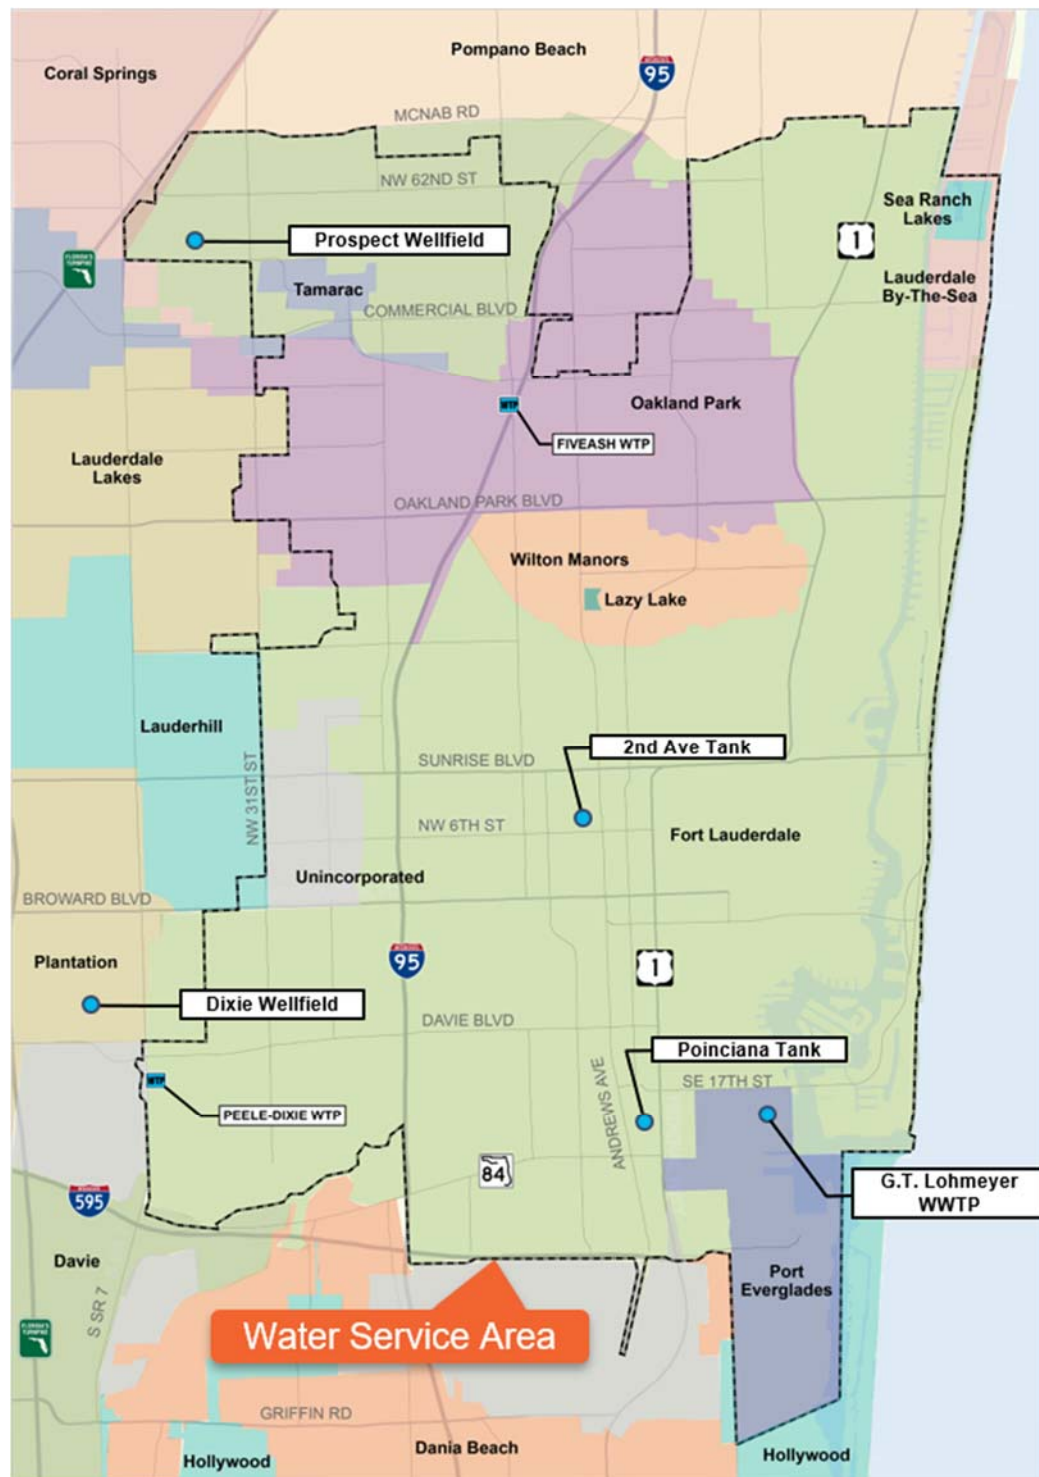 Pompano Beach
Coral Springs
95
MCNAB RD
NW 62ND ST
Sea Ranch
Lakes
1
Prospect Wellfield
FLORIDA'S
TURNPIKE
Tamarac
Lauderdale
By-The-Sea
COMMERCIAL BLVD
WTP
Oakland Park
FIVEASH WTP
Lauderdale
Lakes
OAKLAND PARK BLVD
Wilton Manors
Lazy Lake
Lauderhill
2nd Ave Tank
SUNRISE BLVD
NW 31ST ST
NW 6TH ST
Fort Lauderdale
Unincorporated
BROWARD BLVD
Plantation
95
1
Dixie Wellfield
DAVIE BLVD
Poinciana Tank
WTP
SE 17TH ST
ANDREWS AVE
PEELE-DIXIE WTP
84
G.T. Lohmeyer
WWTP
595
Davie
Port
Everglades
S SR 7
Water Service Area
GRIFFIN RD
Dania Beach
Hollywood
Hollywood